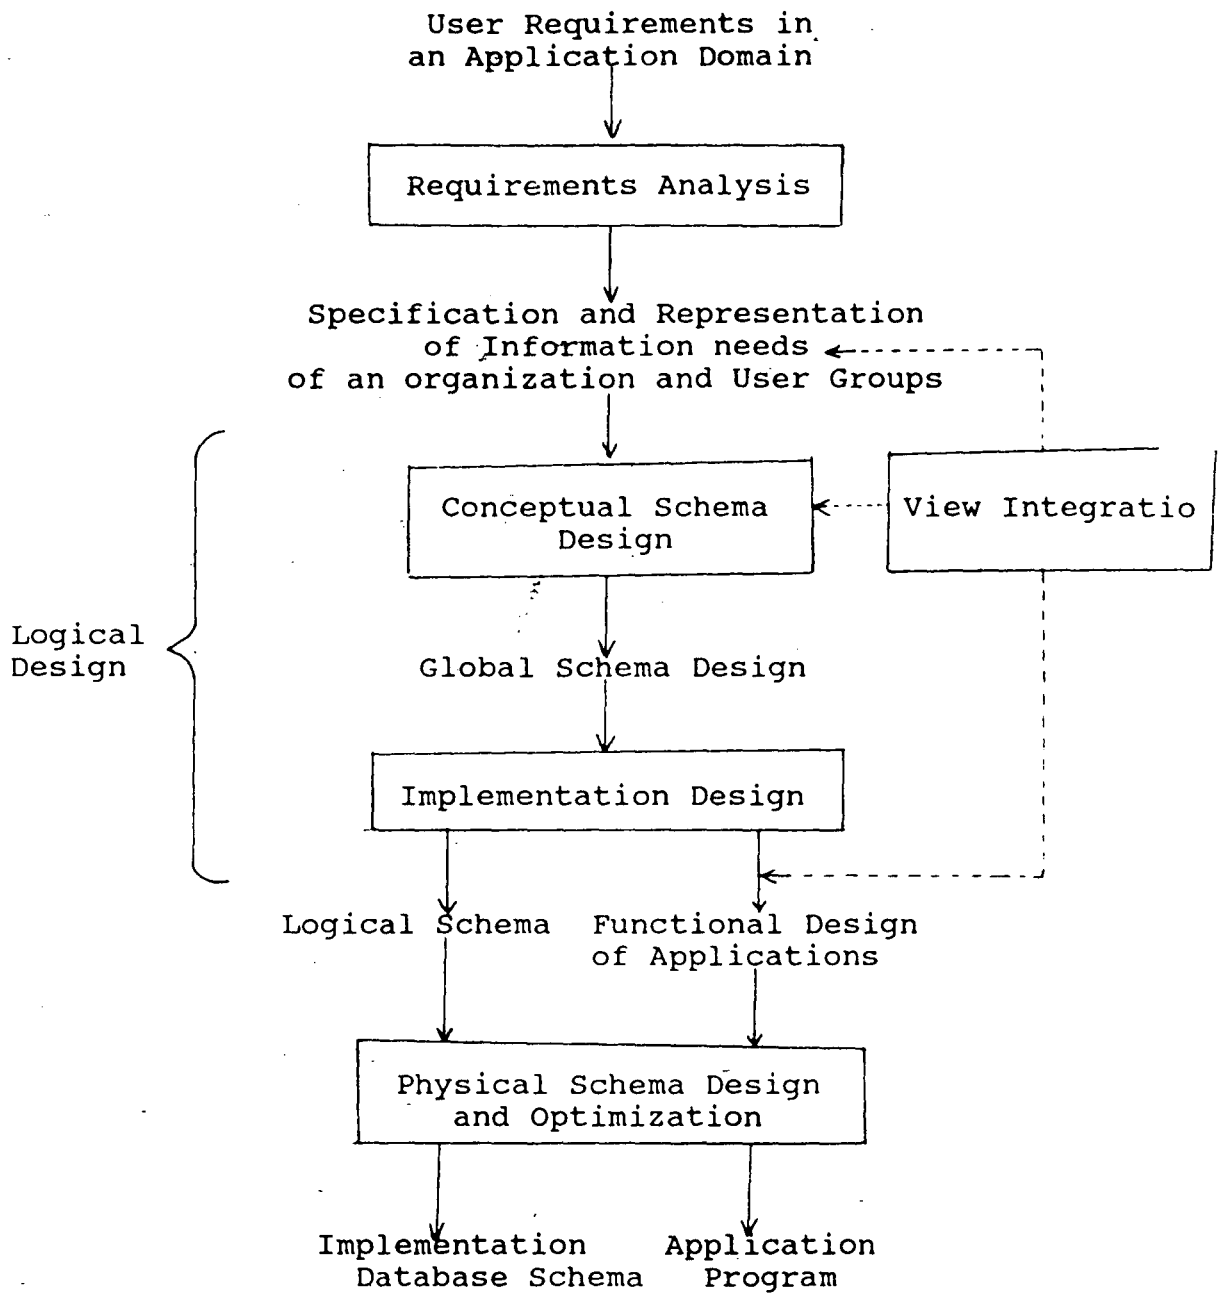 User Requirements in
an Application Domain
Requirements Analysis
Specification and Representation
of Information needs
of an organization and User Groups
Conceptual Schema
Design
View Integratio
Logical
Design
Global Schema Design
Implementation Design
Logical Schema
Functional Design
of Applications
Physical Schema Design
and Optimization
Implementation
Database Schema
Application
Program